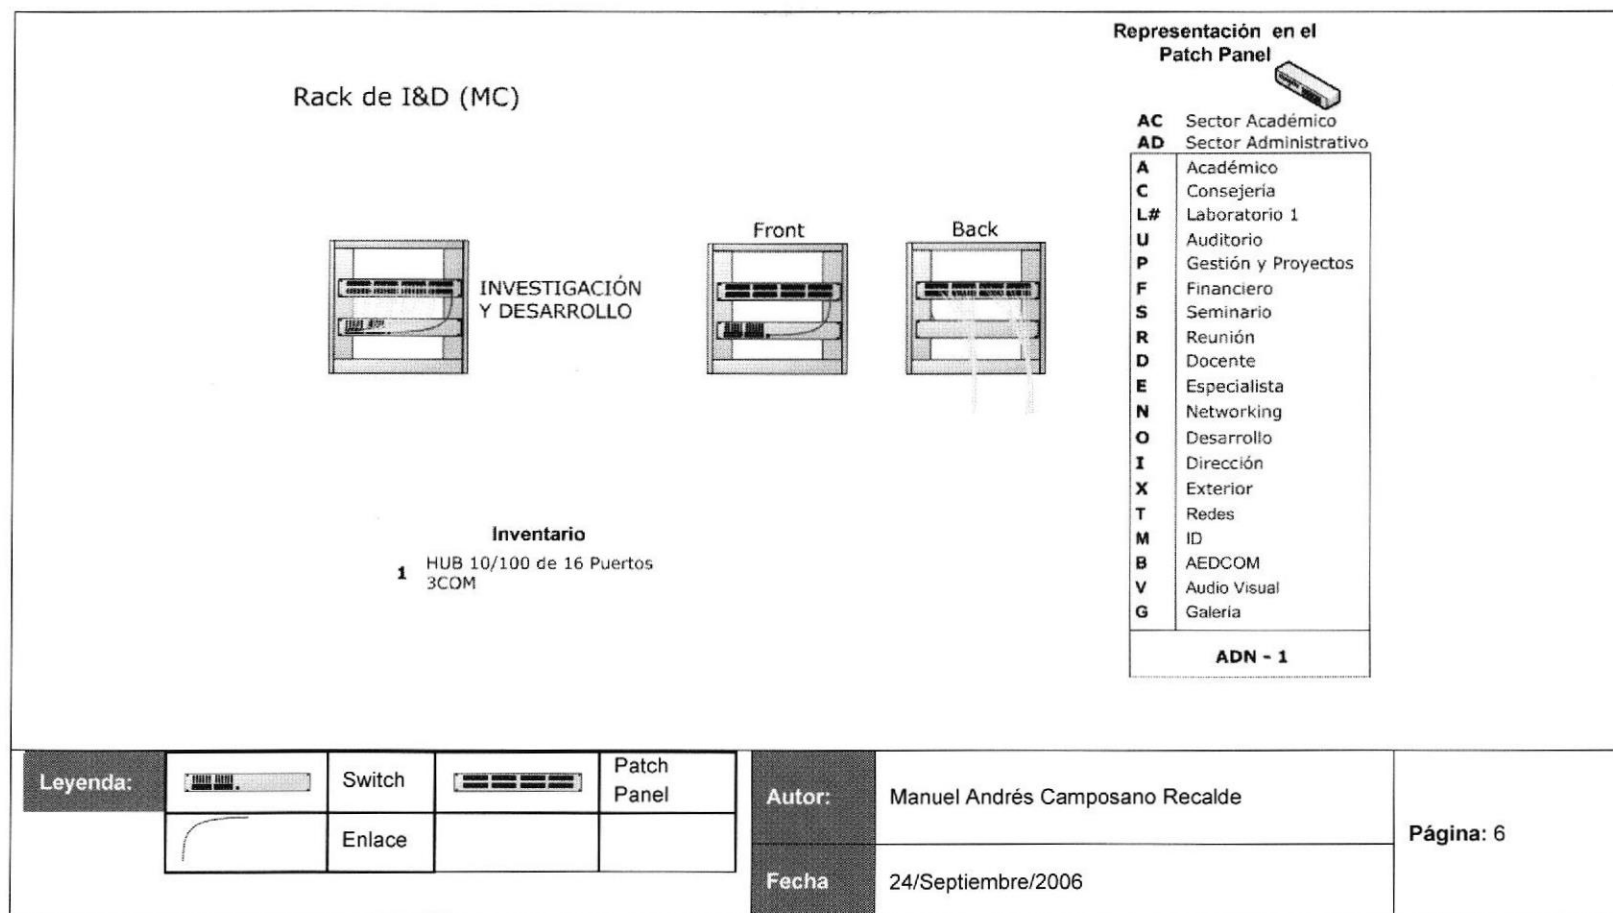 Representación en el
Patch Panel
Rack de I&D (MC)
AC Sector Académico
AD Sector Administrativo
A Académico
C Consejería
L# Laboratorio 1
U Auditorio
P Gestión y Proyectos
F Financiero
S Seminario
R Reunión
D Docente
E Especialista
N Networking
O Desarrollo
I Dirección
X Exterior
T Redes
M ID
B AEDCOM
V Audio Visual
G Galería
ADN - 1
INVESTIGACIÓN
Y DESARROLLO
Front
Back
Inventario
1 HUB 10/100 de 16 Puertos
3COM
Leyenda:
Switch
Patch
Panel
Enlace
Autor: Manuel Andrés Camposano Recalde
Fecha 24/Septiembre/2006
Página: 6